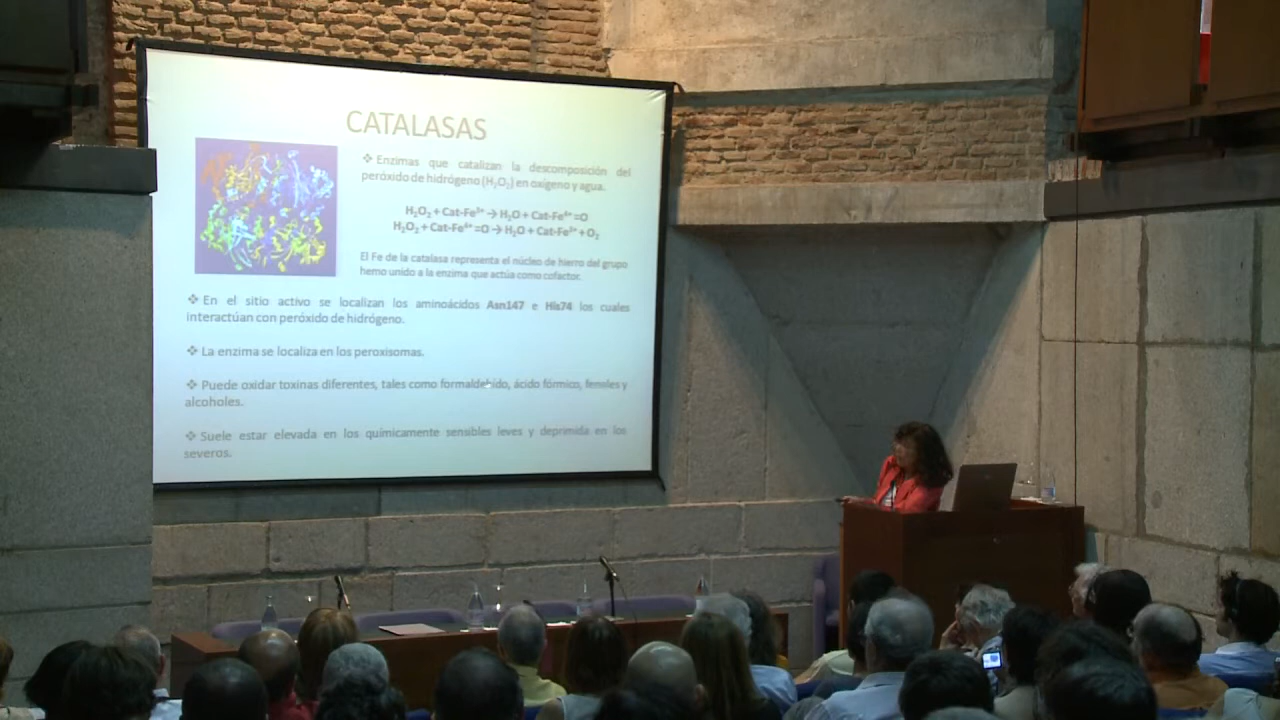 CATALASAS
❖ Enzimas que catalizan la descomposición del
peróxido de hidrógeno (H₂O₂) en oxígeno y agua.
H₂O₂ + Cat-Fe³⁺ → H₂O + Cat-Fe⁴⁺ =O
H₂O₂ + Cat-Fe⁴⁺ =O → H₂O + Cat-Fe³⁺ + O₂
El Fe de la catalasa representa el núcleo de hierro del grupo
hemo unido a la enzima que actúa como cofactor.
❖ En el sitio activo se localizan los aminoácidos Asn147 e His74 los cuales
interactúan con peróxido de hidrógeno.
❖ La enzima se localiza en los peroxisomas.
❖ Puede oxidar toxinas diferentes, tales como formaldehido, ácido fórmico, fenoles y
alcoholes.
❖ Suele estar elevada en los químicamente sensibles leves y deprimida en los
severos.